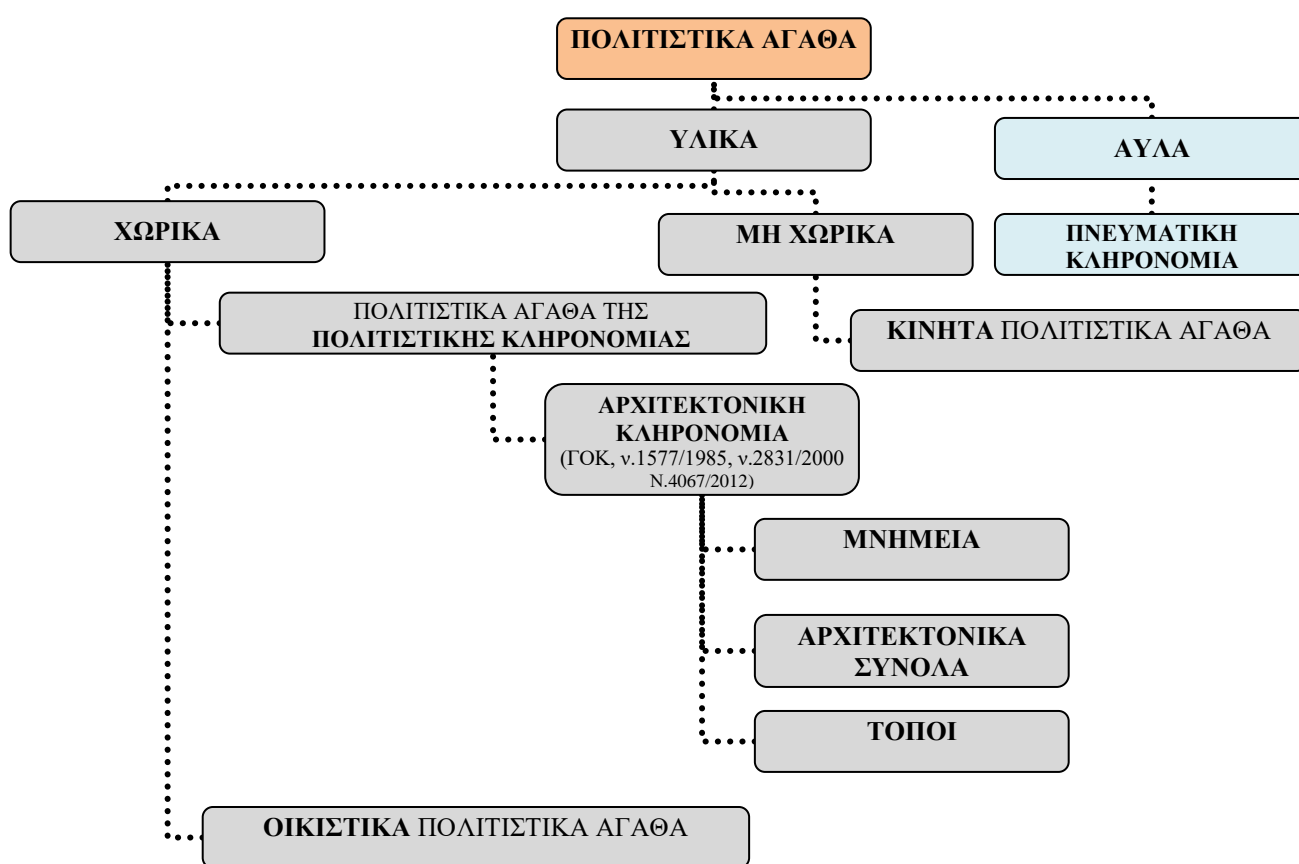 ΠΟΛΙΤΙΣΤΙΚΑ ΑΓΑΘΑ
ΥΛΙΚΑ
ΑΥΛΑ
ΧΩΡΙΚΑ
ΜΗ ΧΩΡΙΚΑ
ΠΝΕΥΜΑΤΙΚΗ
ΚΛΗΡΟΝΟΜΙΑ
ΠΟΛΙΤΙΣΤΙΚΑ ΑΓΑΘΑ ΤΗΣ
ΠΟΛΙΤΙΣΤΙΚΗΣ ΚΛΗΡΟΝΟΜΙΑΣ
ΚΙΝΗΤΑ ΠΟΛΙΤΙΣΤΙΚΑ ΑΓΑΘΑ
ΑΡΧΙΤΕΚΤΟΝΙΚΗ
ΚΛΗΡΟΝΟΜΙΑ
(ΓΟΚ, ν.1577/1985, ν.2831/2000
Ν.4067/2012)
ΜΝΗΜΕΙΑ
ΑΡΧΙΤΕΚΤΟΝΙΚΑ
ΣΥΝΟΛΑ
ΤΟΠΟΙ
ΟΙΚΙΣΤΙΚΑ ΠΟΛΙΤΙΣΤΙΚΑ ΑΓΑΘΑ